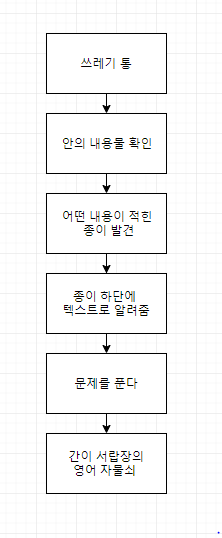 쓰레기 통
안의 내용물 확인
어떤 내용이 적힌
종이 발견
종이 하단에
텍스트로 알려줌
문제를 푼다
간이 서랍장의
영어 자물쇠